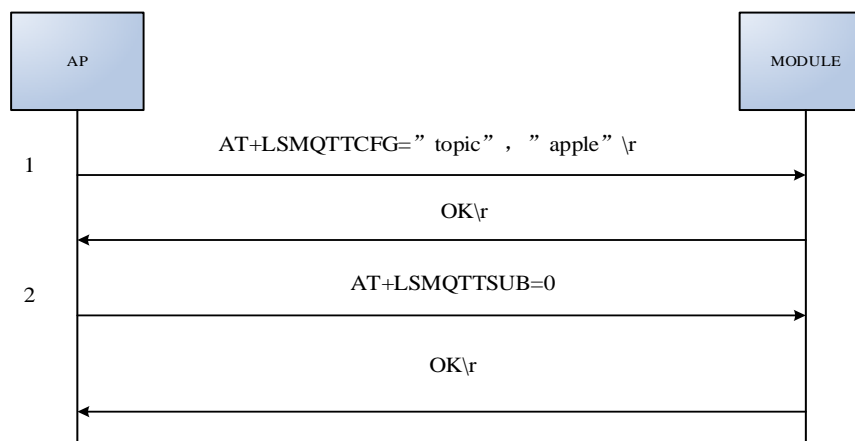 AP
MODULE
AT+LSMQTTCFG=”topic”，”apple”\r
1
OK\r
AT+LSMQTTSUB=0
2
OK\r